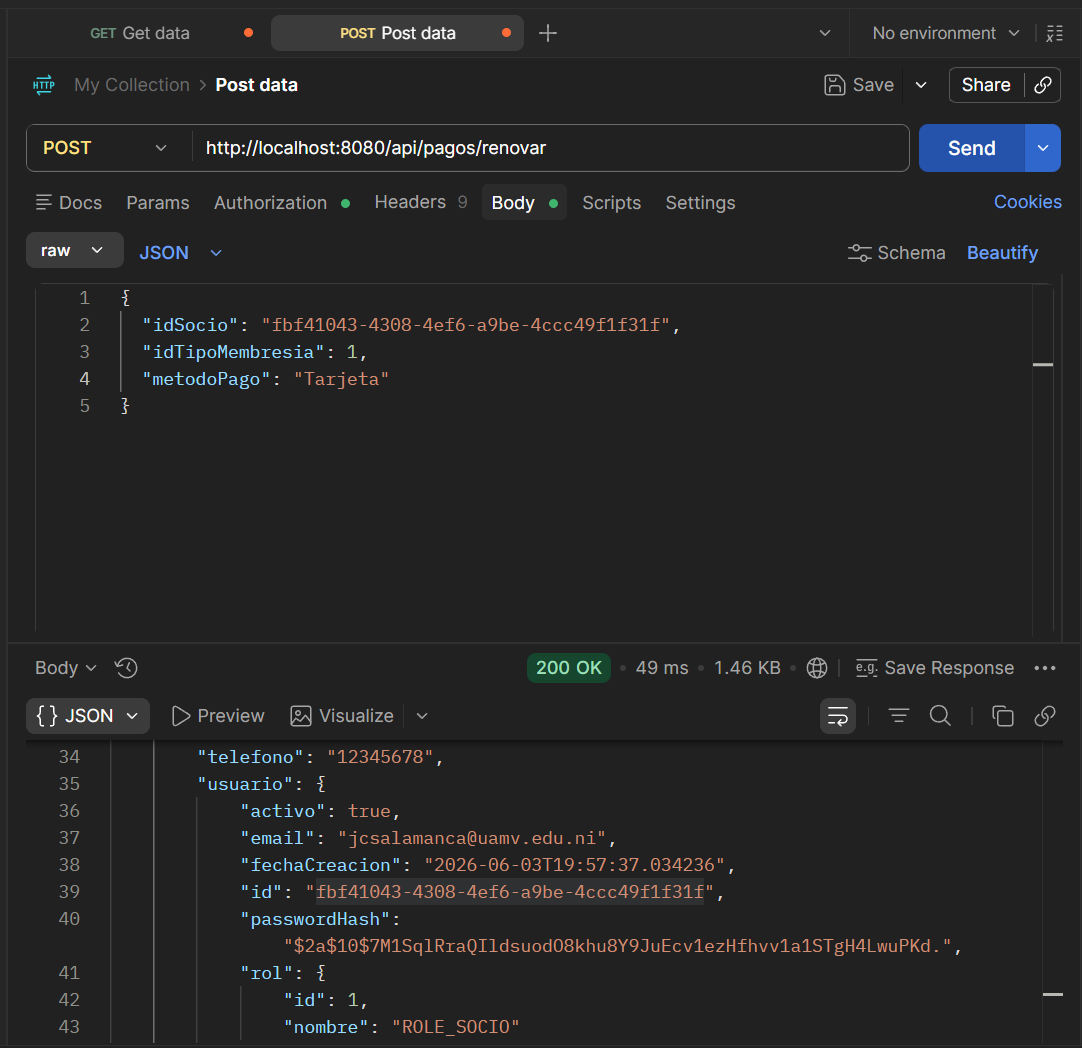 GET Get data
POST Post data
No environment
HTTP My Collection > Post data
Save
Share
POST
http://localhost:8080/api/pagos/renovar
Send
Docs Params Authorization Headers 9 Body Scripts Settings Cookies
raw JSON Schema Beautify
1 {
2 "idSocio": "fbf41043-4308-4ef6-a9be-4ccc49f1f31f",
3 "idTipoMembresia": 1,
4 "metodoPago": "Tarjeta"
5 }
Body 200 OK • 49 ms • 1.46 KB • e.g. Save Response
{} JSON Preview Visualize
34 "telefono": "12345678",
35 "usuario": {
36 "activo": true,
37 "email": "jcsalamanca@uamv.edu.ni",
38 "fechaCreacion": "2026-06-03T19:57:37.034236",
39 "id": "fbf41043-4308-4ef6-a9be-4ccc49f1f31f",
40 "passwordHash":
"$2a$10$7M1SqlRraQIldsuodO8khu8Y9JuEcv1ezHfhvv1a1STgH4LwuPKd.",
41 "rol": {
42 "id": 1,
43 "nombre": "ROLE_SOCIO"